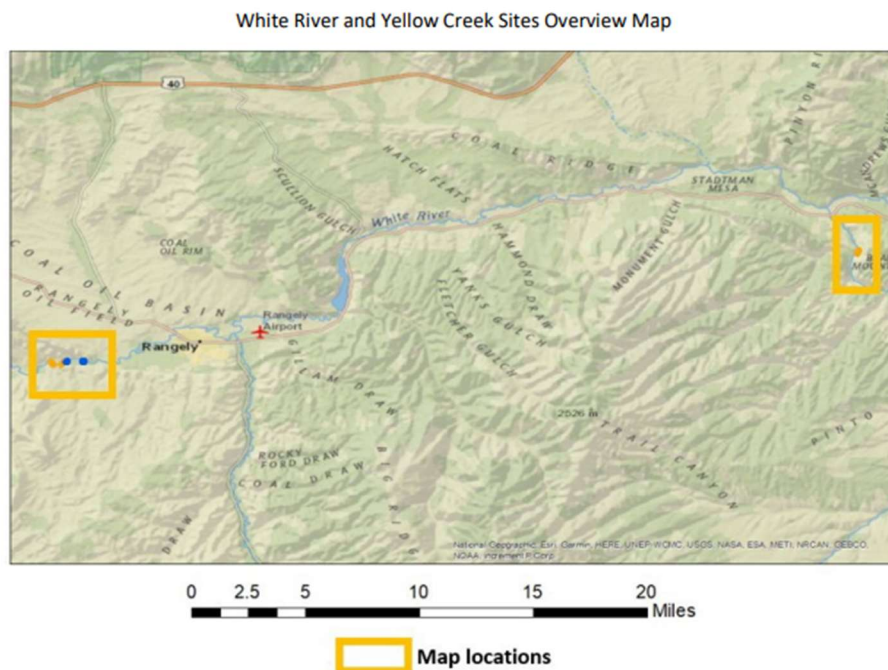 White River and Yellow Creek Sites Overview Map
40
COAL RIDGE
PINYON RI
MCANDREWS
HATCH FLATS
SCULLION GULCH
STADTMAN
MESA
White River
COAL
OIL RIM
HAMMOND DRAW
MONUMENT GULCH
YANKS GULCH
FLETCHER GULCH
COAL OIL BASIN
RANGELY
OIL FIELD
Rangely
Airport
Rangely
GILLAM DRAW
2526 m
TRAIL CANYON
PINTO
ROCKY
FORD DRAW
COAL DRAW
BIG RIDGE
DRAW
National Geographic, Esri, Garmin, HERE, UNEP-WCMC, USGS, NASA, ESA, METI, NRCAN, GEBCO,
NOAA, increment P Corp.
0 2.5 5 10 15 20
Miles
Map locations